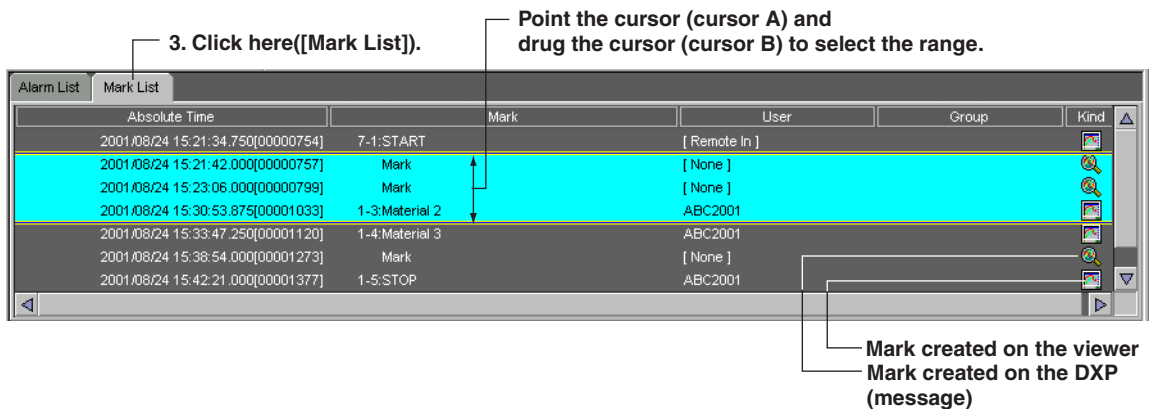 Point the cursor (cursor A) and
drug the cursor (cursor B) to select the range.
3. Click here([Mark List]).
Alarm List Mark List
Absolute Time Mark User Group Kind
2001/08/24 15:21:34.750[00000754] 7-1:START [ Remote In ]
2001/08/24 15:21:42.000[00000757] Mark [ None ]
2001/08/24 15:23:06.000[00000799] Mark [ None ]
2001/08/24 15:30:53.875[00001033] 1-3:Material 2 ABC2001
2001/08/24 15:33:47.250[00001120] 1-4:Material 3 ABC2001
2001/08/24 15:38:54.000[00001273] Mark [ None ]
2001/08/24 15:42:21.000[00001377] 1-5:STOP ABC2001
Mark created on the viewer
Mark created on the DXP
(message)